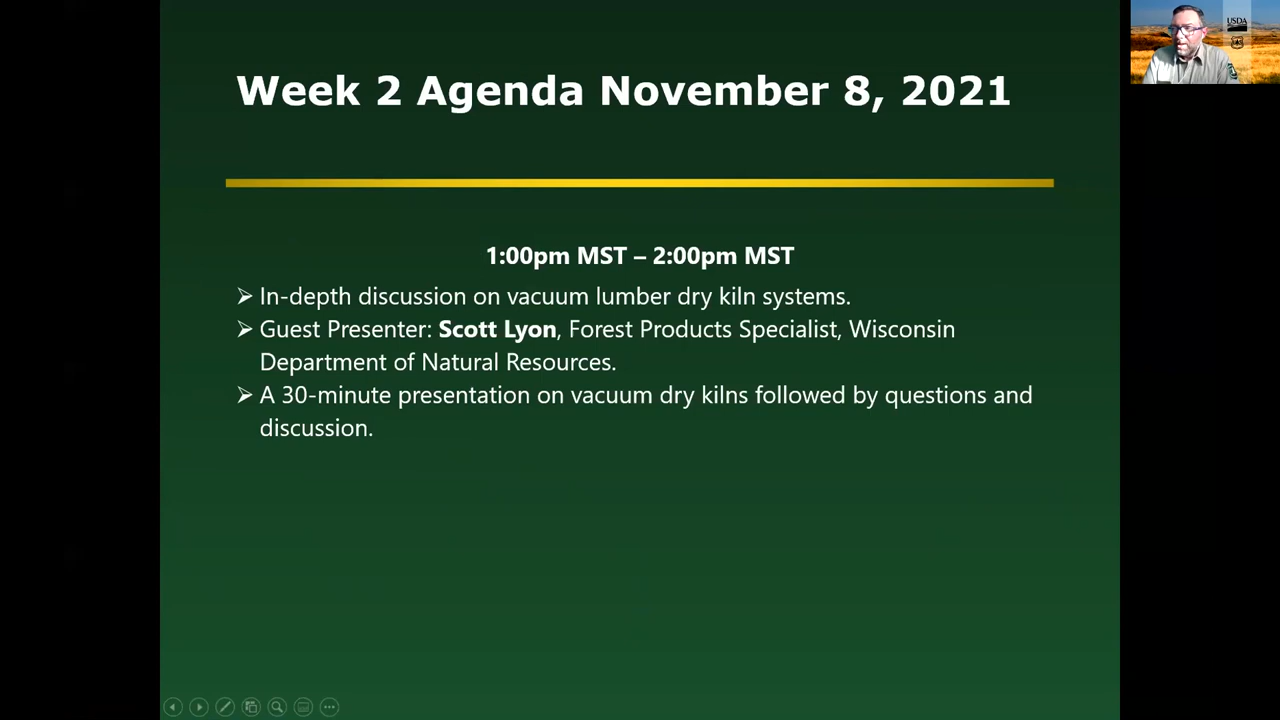 Week 2 Agenda November 8, 2021
USDA
1:00pm MST – 2:00pm MST
➢ In-depth discussion on vacuum lumber dry kiln systems.
➢ Guest Presenter: Scott Lyon, Forest Products Specialist, Wisconsin
Department of Natural Resources.
➢ A 30-minute presentation on vacuum dry kilns followed by questions and
discussion.